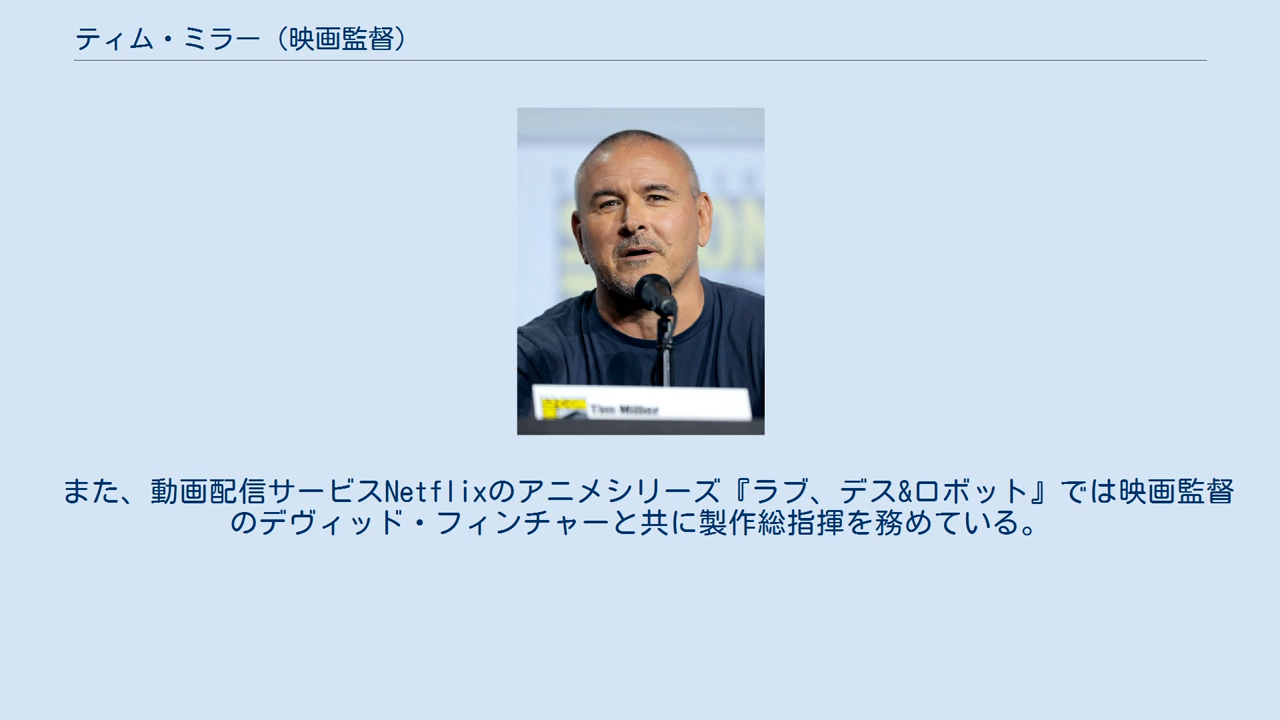 ティム・ミラー（映画監督）
Tim Miller
また、動画配信サービスNetflixのアニメシリーズ『ラブ、デス&ロボット』では映画監督
のデヴィッド・フィンチャーと共に製作総指揮を務めている。